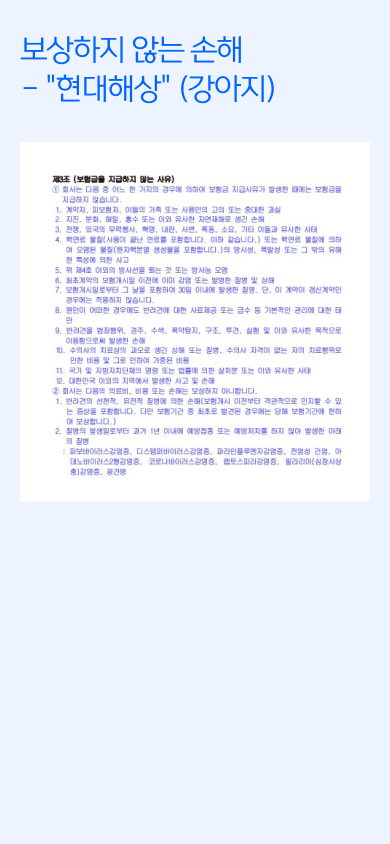 보상하지 않는 손해
- "현대해상" (강아지)
제3조 (보험금을 지급하지 않는 사유)
① 회사는 다음 중 어느 한 가지의 경우에 의하여 보험금 지급사유가 발생한 때에는 보험금을
지급하지 않습니다.
1. 계약자, 피보험자, 이들의 가족 또는 사용인의 고의 또는 중대한 과실
2. 지진, 분화, 해일, 홍수 또는 이와 유사한 자연재해로 생긴 손해
3. 전쟁, 외국의 무력행사, 혁명, 내란, 사변, 폭동, 소요, 기타 이들과 유사한 사태
4. 핵연료 물질(사용이 끝난 연료를 포함합니다. 이하 같습니다.) 또는 핵연료 물질에 의하
여 오염된 물질(원자핵분열 생성물을 포함합니다.)의 방사성, 폭발성 또는 그 밖의 유해
한 특성에 의한 사고
5. 위 제4호 이외의 방사선을 쬐는 것 또는 방사능 오염
6. 최초계약의 보험개시일 이전에 이미 감염 또는 발병한 질병 및 상해
7. 보험개시일로부터 그 날을 포함하여 30일 이내에 발생한 질병. 단, 이 계약이 갱신계약인
경우에는 적용하지 않습니다.
8. 원인이 어떠한 경우에도 반려견에 대한 사료제공 또는 급수 등 기본적인 관리에 대한 태
만
9. 반려견을 범죄행위, 경주, 수색, 폭약탐지, 구조, 투견, 실험 및 이와 유사한 목적으로
이용함으로써 발생한 손해
10. 수의사의 치료상의 과오로 생긴 상해 또는 질병, 수의사 자격이 없는 자의 치료행위로
인한 비용 및 그로 인하여 가중된 비용
11. 국가 및 지방자치단체의 명령 또는 법률에 의한 살처분 또는 이와 유사한 사태
12. 대한민국 이외의 지역에서 발생한 사고 및 손해
② 회사는 다음의 의료비, 비용 또는 손해는 보상하지 아니합니다.
1. 반려견의 선천적, 유전적 질병에 의한 손해(보험개시 이전부터 객관적으로 인지할 수 있
는 증상을 포함합니다. 다만 보험기간 중 최초로 발견된 경우에는 당해 보험기간에 한하
여 보상합니다.)
2. 질병의 발생일로부터 과거 1년 이내에 예방접종 또는 예방처치를 하지 않아 발생한 아래
의 질병
: 파보바이러스감염증, 디스템퍼바이러스감염증, 파라인플루엔자감염증, 전염성 간염, 아
데노바이러스2형감염증, 코로나바이러스감염증, 렙토스피라감염증, 필라리아(심장사상
충)감염증, 광견병